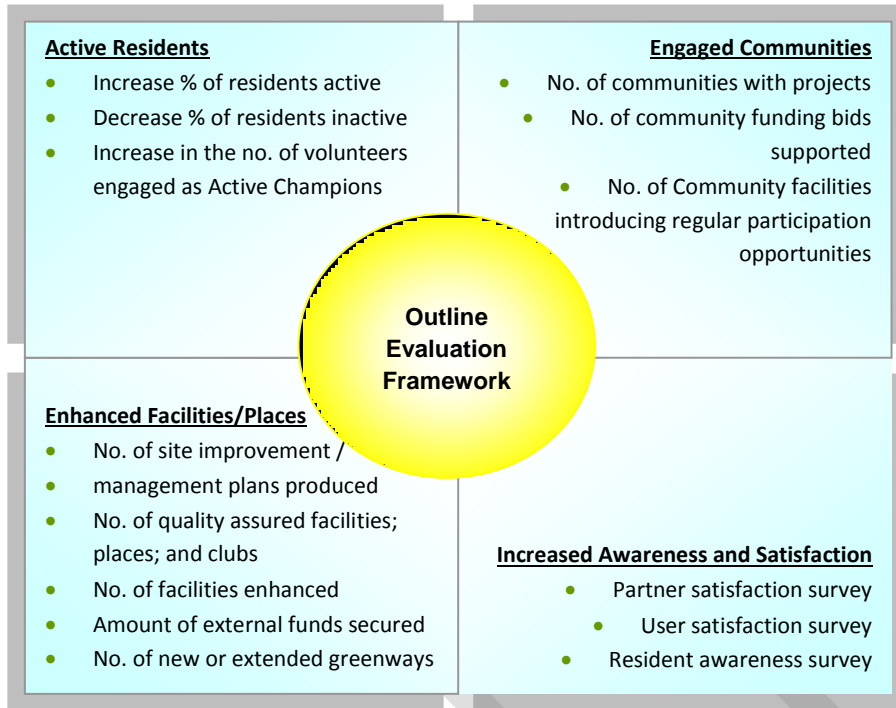 Active Residents
• Increase % of residents active
• Decrease % of residents inactive
• Increase in the no. of volunteers
engaged as Active Champions
Engaged Communities
• No. of communities with projects
• No. of community funding bids
supported
• No. of Community facilities
introducing regular participation
opportunities
Outline
Evaluation
Framework
Enhanced Facilities/Places
• No. of site improvement /
• management plans produced
• No. of quality assured facilities;
places; and clubs
• No. of facilities enhanced
• Amount of external funds secured
• No. of new or extended greenways
Increased Awareness and Satisfaction
• Partner satisfaction survey
• User satisfaction survey
• Resident awareness survey